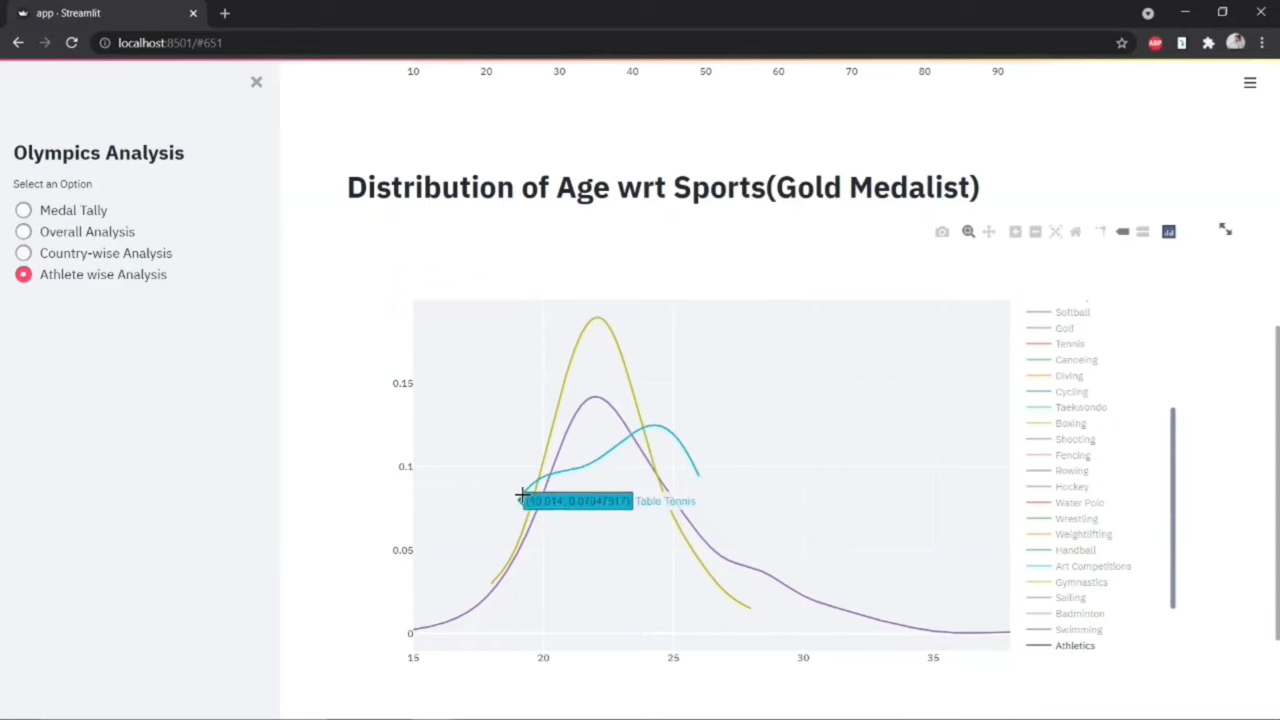 app · Streamlit
localhost:8501/#651
ABP
10 20 30 40 50 60 70 80 90
Olympics Analysis
Select an Option
Medal Tally
Overall Analysis
Country-wise Analysis
Athlete wise Analysis
Distribution of Age wrt Sports(Gold Medalist)
0.15
0.1
0.05
0
15 20 25 30 35
Table Tennis
Softball
Golf
Tennis
Canoeing
Diving
Cycling
Taekwondo
Boxing
Shooting
Fencing
Rowing
Hockey
Water Polo
Wrestling
Weightlifting
Handball
Art Competitions
Gymnastics
Sailing
Badminton
Swimming
Athletics